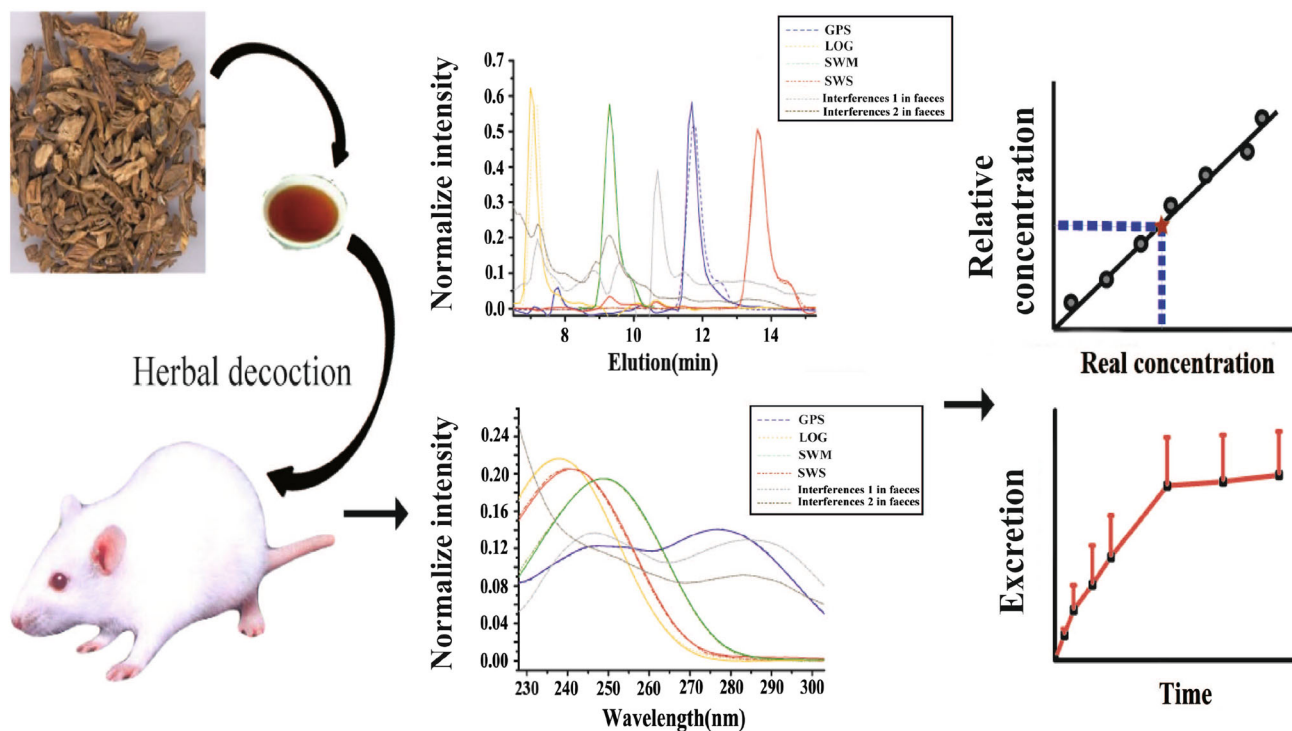 Herbal decoction
Normalize intensity
0.7
0.6
0.5
0.4
0.3
0.2
0.1
0.0
8
10
12
14
Elution(min)
GPS
LOG
SWM
SWS
Interferences 1 in faeces
Interferences 2 in faeces
Normalize intensity
0.24
0.20
0.16
0.12
0.08
0.04
0.00
230
240
250
260
270
280
290
300
Wavelength(nm)
GPS
LOG
SWM
SWS
Interferences 1 in faeces
Interferences 2 in faeces
Relative
concentration
Real concentration
Excretion
Time